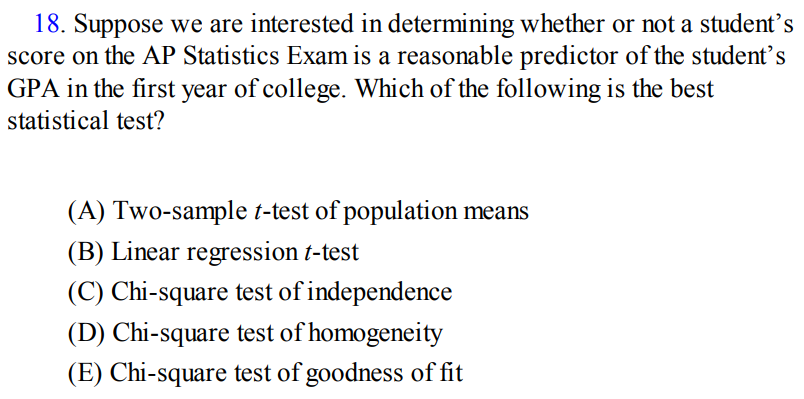 18. Suppose we are interested in determining whether or not a student’s
score on the AP Statistics Exam is a reasonable predictor of the student’s
GPA in the first year of college. Which of the following is the best
statistical test?
(A) Two-sample t-test of population means
(B) Linear regression t-test
(C) Chi-square test of independence
(D) Chi-square test of homogeneity
(E) Chi-square test of goodness of fit